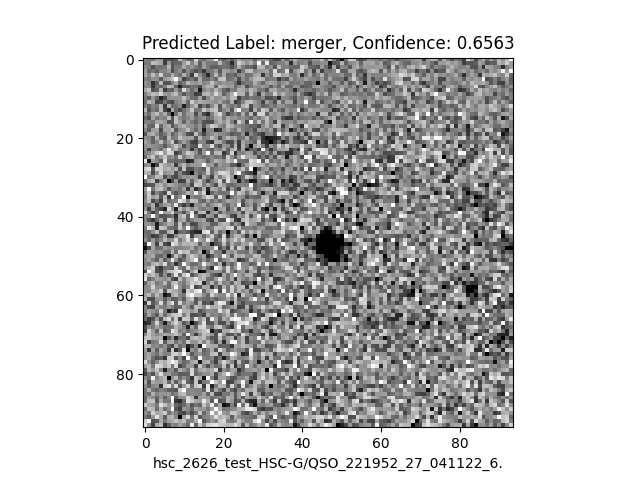 Predicted Label: merger, Confidence: 0.6563
0
20
40
60
80
0 20 40 60 80
hsc_2626_test_HSC-G/QSO_221952_27_041122_6.